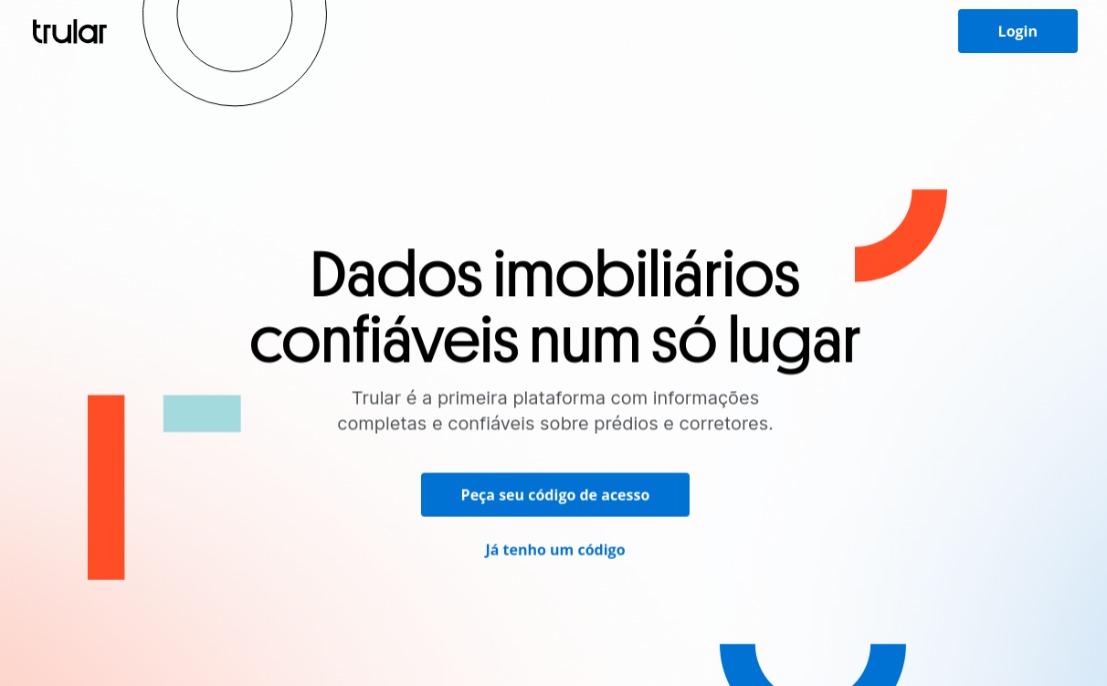 trular
Login
Dados imobiliários
confiáveis num só lugar
Trular é a primeira plataforma com informações
completas e confiáveis sobre prédios e corretores.
Peça seu código de acesso
Já tenho um código